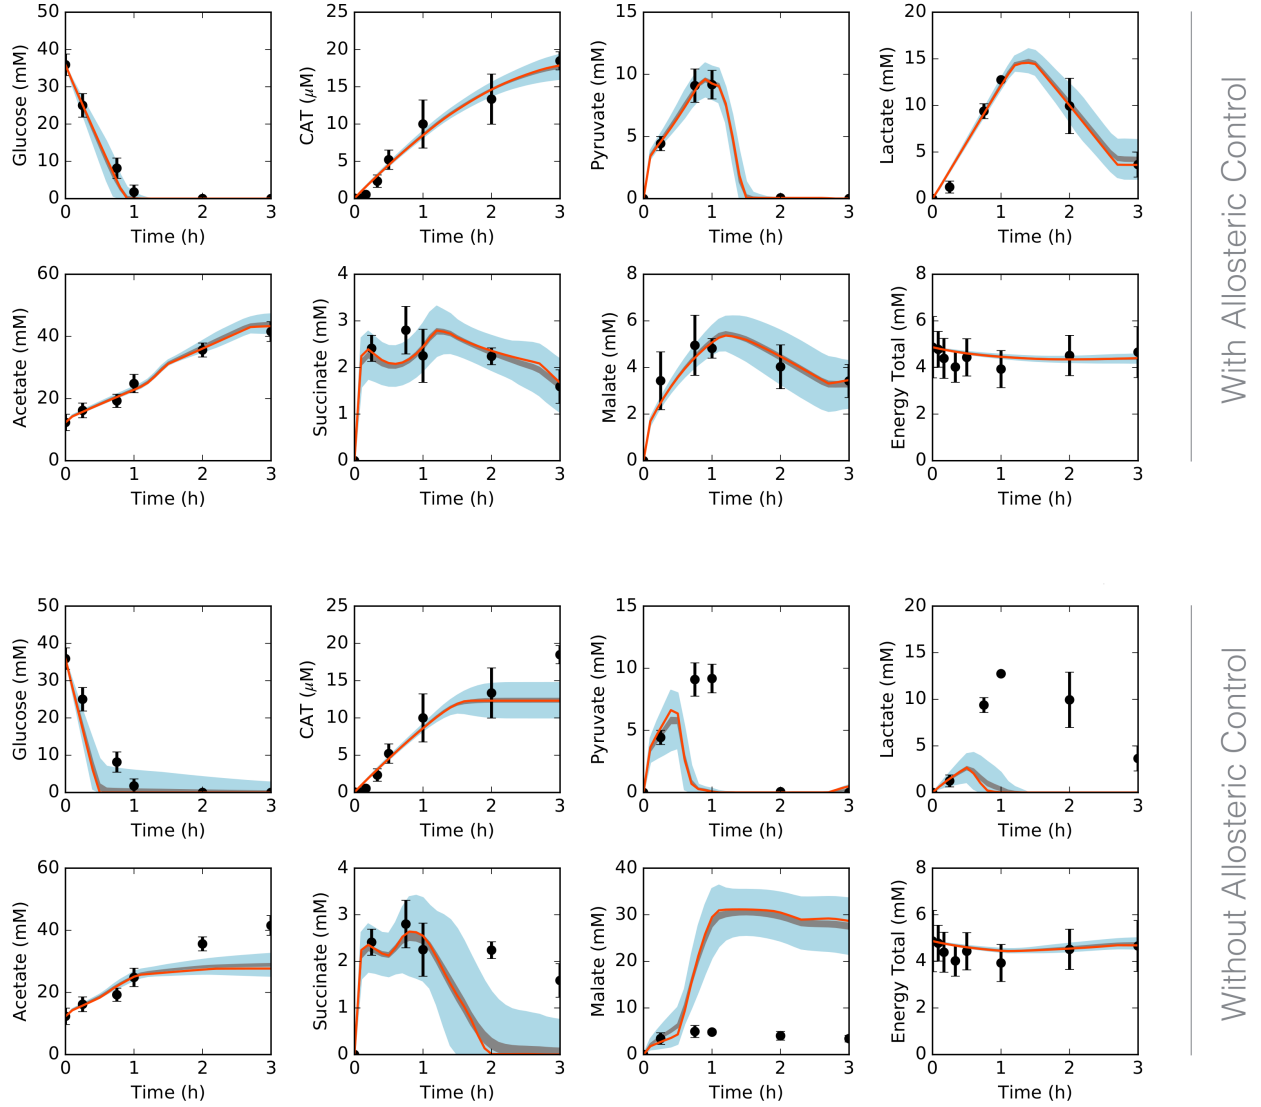 Glucose (mM)
50
40
30
20
10
0
0 1 2 3
Time (h)
CAT (μM)
25
20
15
10
5
0
0 1 2 3
Time (h)
Pyruvate (mM)
15
10
5
0
0 1 2 3
Time (h)
Lactate (mM)
20
15
10
5
0
0 1 2 3
Time (h)
Acetate (mM)
60
40
20
0
0 1 2 3
Time (h)
Succinate (mM)
4
3
2
1
0
0 1 2 3
Time (h)
Malate (mM)
8
6
4
2
0
0 1 2 3
Time (h)
Energy Total (mM)
8
6
4
2
0
0 1 2 3
Time (h)
With Allosteric Control
Glucose (mM)
50
40
30
20
10
0
0 1 2 3
Time (h)
CAT (μM)
25
20
15
10
5
0
0 1 2 3
Time (h)
Pyruvate (mM)
15
10
5
0
0 1 2 3
Time (h)
Lactate (mM)
20
15
10
5
0
0 1 2 3
Time (h)
Acetate (mM)
60
40
20
0
0 1 2 3
Time (h)
Succinate (mM)
4
3
2
1
0
0 1 2 3
Time (h)
Malate (mM)
40
30
20
10
0
0 1 2 3
Time (h)
Energy Total (mM)
8
6
4
2
0
0 1 2 3
Time (h)
Without Allosteric Control